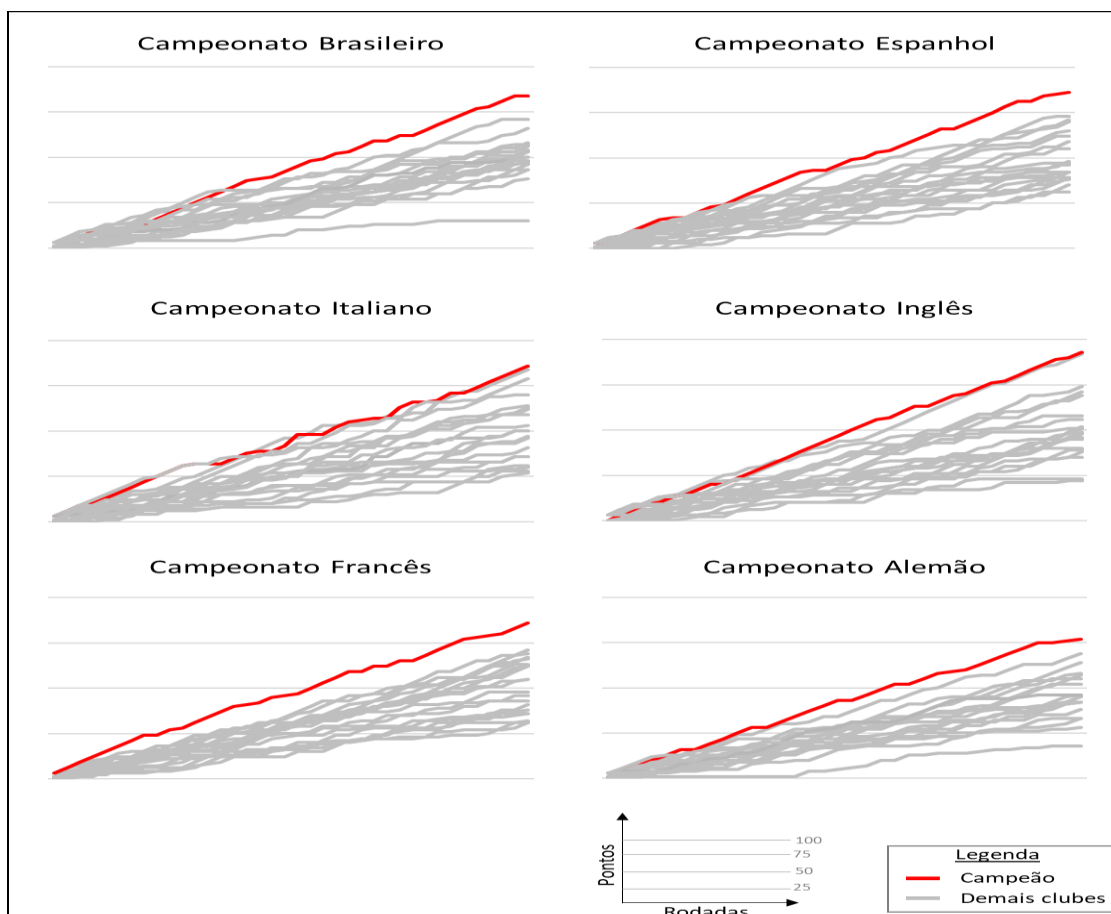 Campeonato Brasileiro
Campeonato Espanhol
Campeonato Italiano
Campeonato Inglês
Campeonato Francês
Campeonato Alemão
Pontos
100
75
50
25
Rodadas
Legenda
Campeão
Demais clubes